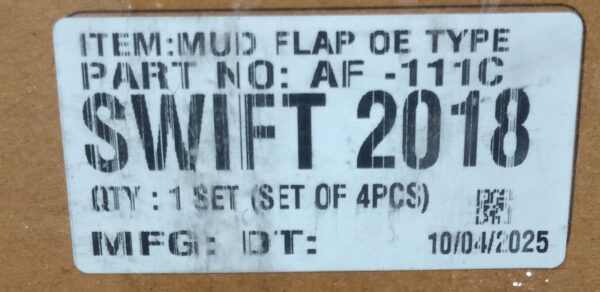 ITEM:MUD FLAP OE TYPE
PART NO: AF -111C
SWIFT 2018
QTY : 1 SET (SET OF 4PCS)
MFG: DT: 10/04/2025